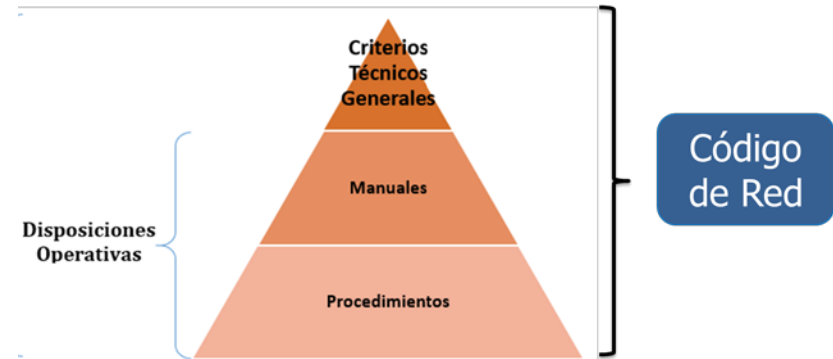 Criterios
Técnicos
Generales
Manuales
Disposiciones
Operativas
Procedimientos
Código
de Red